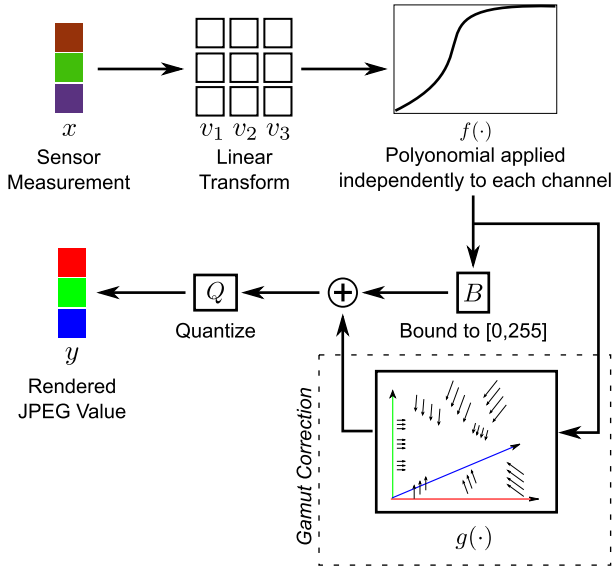 x
Sensor
Measurement
v1 v2 v3
Linear
Transform
f(·)
Polyonomial applied
independently to each channel
B
Bound to [0,255]
Q
Quantize
y
Rendered
JPEG Value
Gamut Correction
g(·)